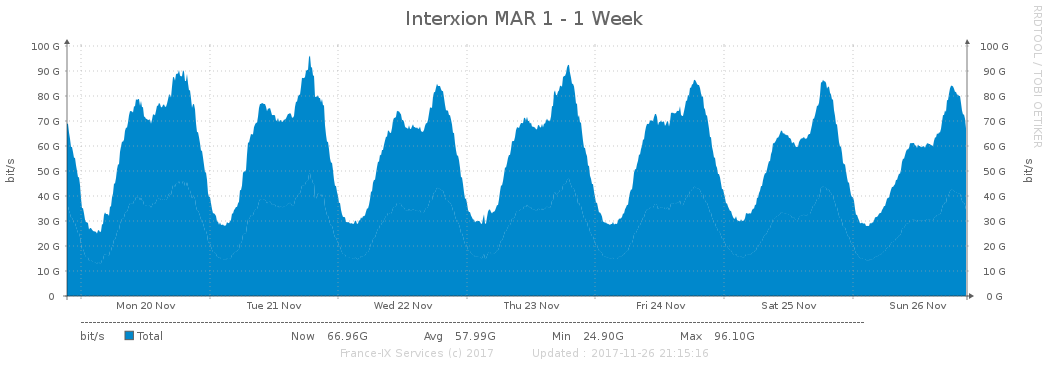 Interxion MAR 1 - 1 Week
RRDTOOL / TOBI OETIKER
bit/s
100 G
90 G
80 G
70 G
60 G
50 G
40 G
30 G
20 G
10 G
0
100 G
90 G
80 G
70 G
60 G
50 G
40 G
30 G
20 G
10 G
0 G
bit/s
Mon 20 Nov Tue 21 Nov Wed 22 Nov Thu 23 Nov Fri 24 Nov Sat 25 Nov Sun 26 Nov
bit/s Total Now 66.96G Avg 57.99G Min 24.90G Max 96.10G
France-IX Services (c) 2017 Updated : 2017-11-26 21:15:16